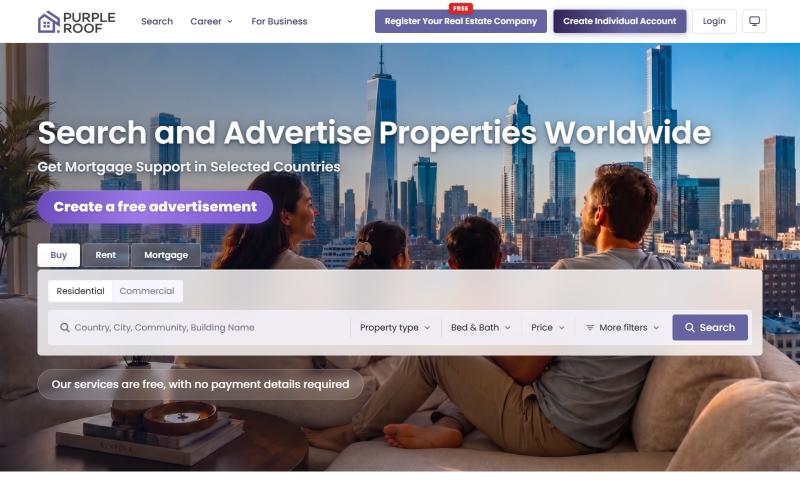 PURPLE
ROOF
Search
Career
For Business
FREE
Register Your Real Estate Company
Create Individual Account
Login
Search and Advertise Properties Worldwide
Get Mortgage Support in Selected Countries
Create a free advertisement
Buy
Rent
Mortgage
Residential
Commercial
Country, City, Community, Building Name
Property type
Bed & Bath
Price
More filters
Search
Our services are free, with no payment details required